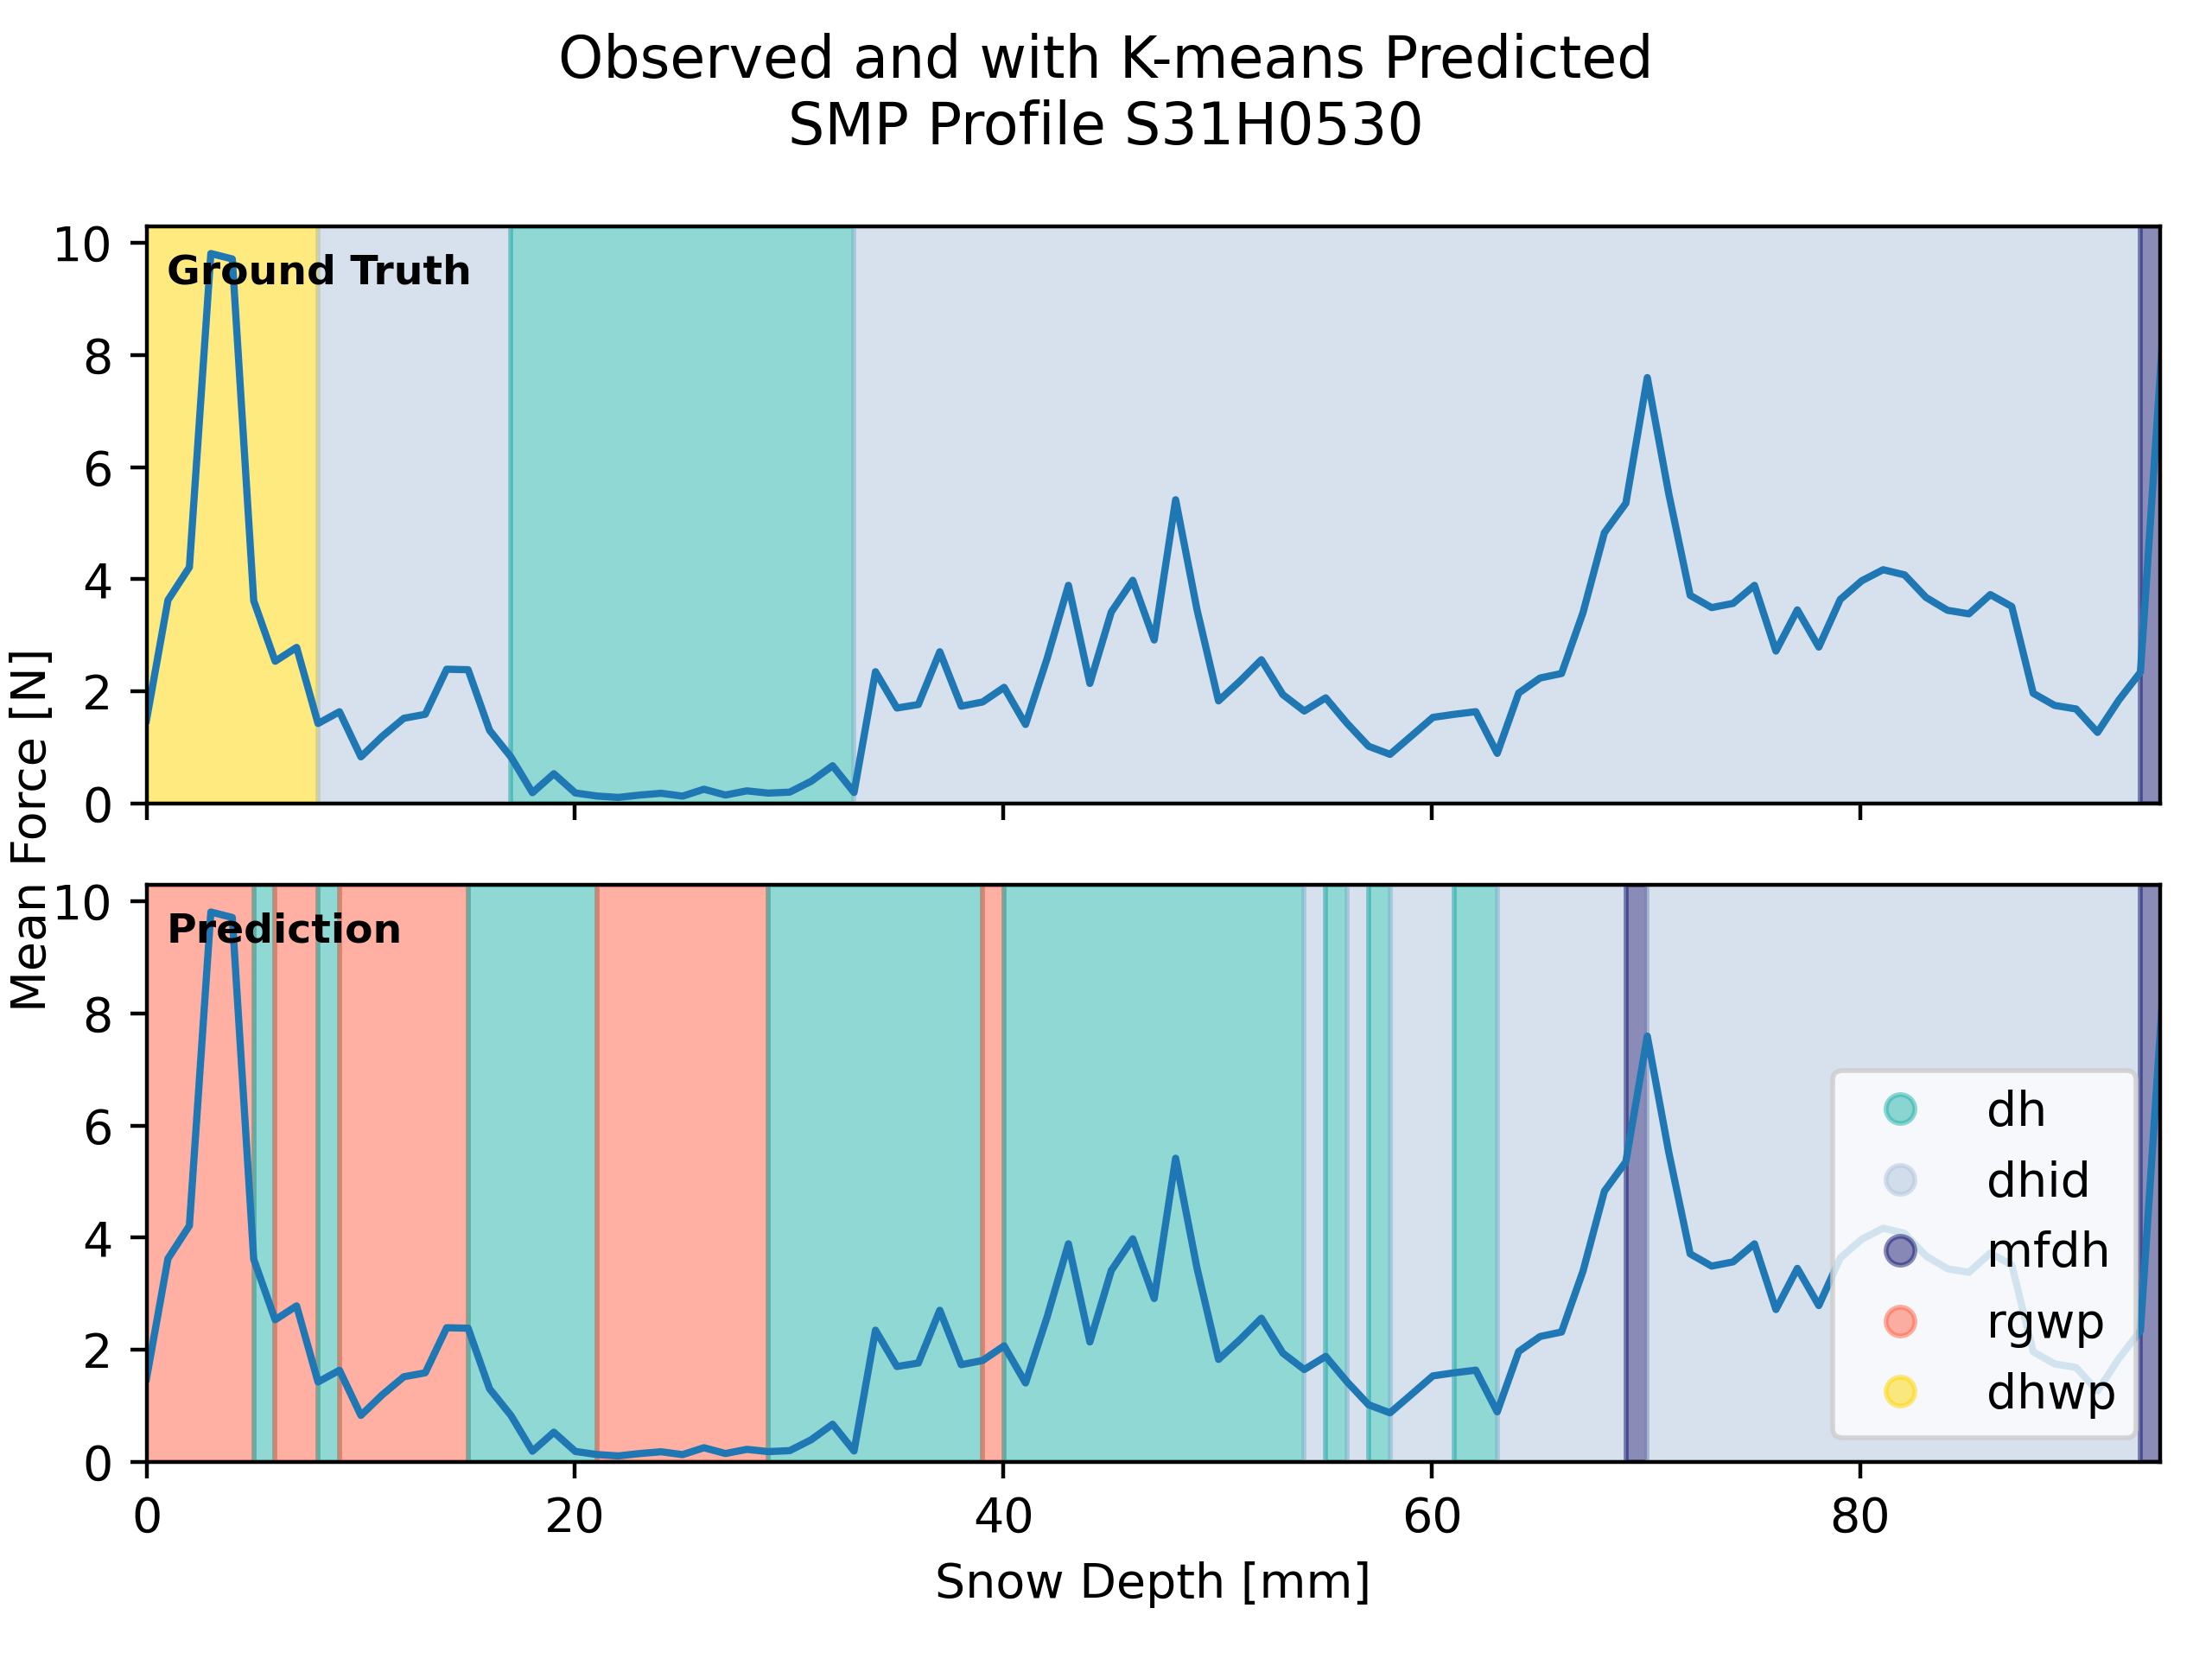 Observed and with K-means Predicted
SMP Profile S31H0530
Mean Force [N]
10
8
6
4
2
0
Ground Truth
10
8
6
4
2
0
Prediction
dh
dhid
mfdh
rgwp
dhwp
0 20 40 60 80
Snow Depth [mm]